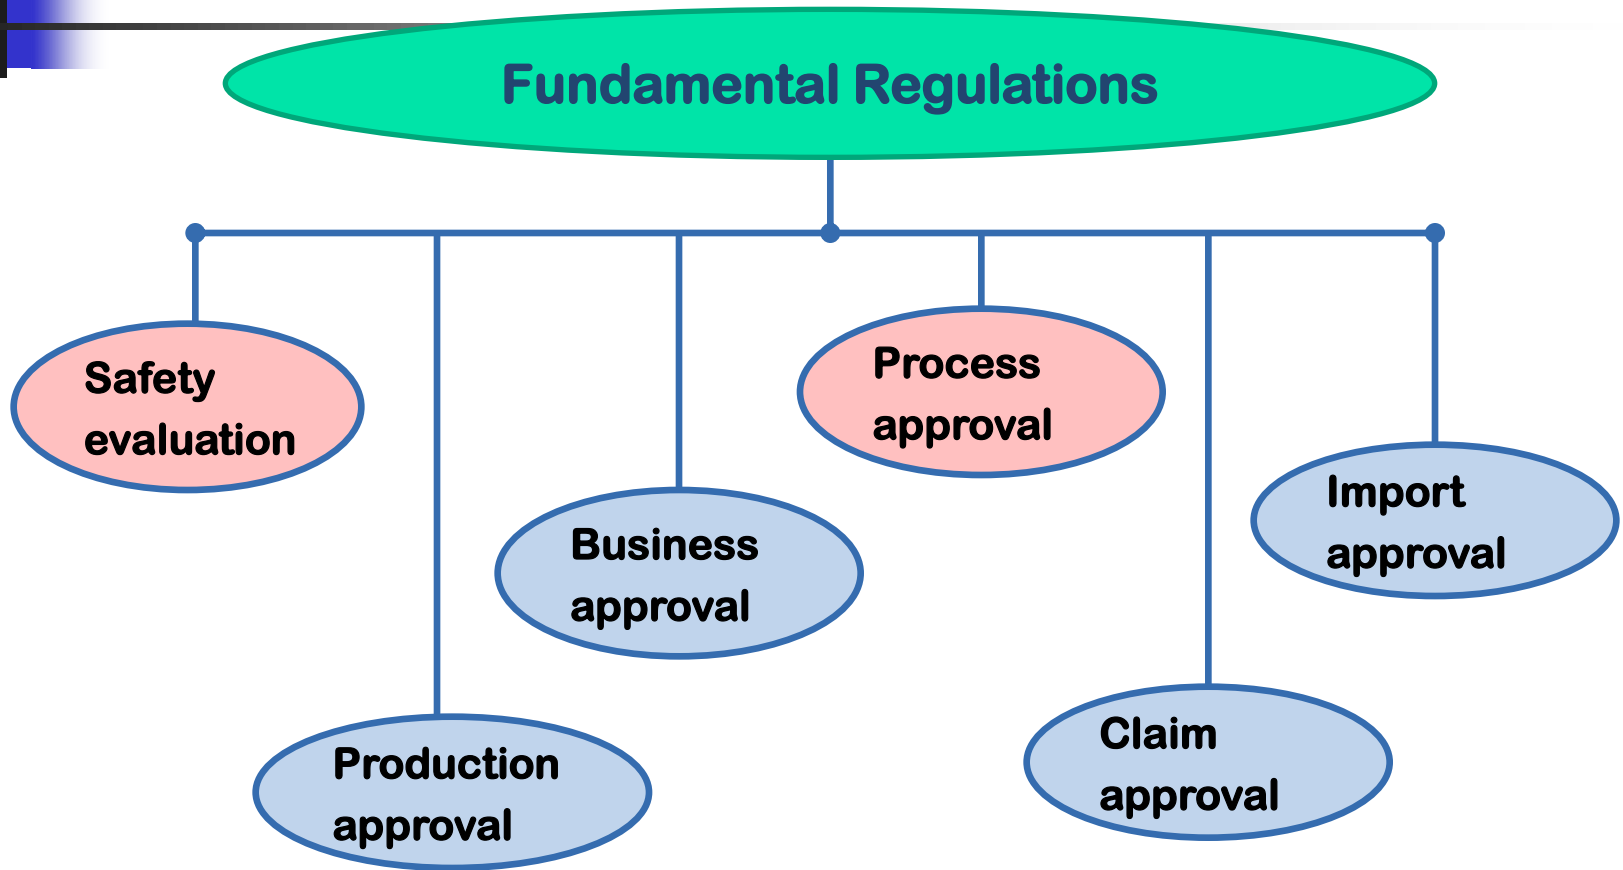 Fundamental Regulations
Safety
evaluation
Production
approval
Business
approval
Process
approval
Claim
approval
Import
approval